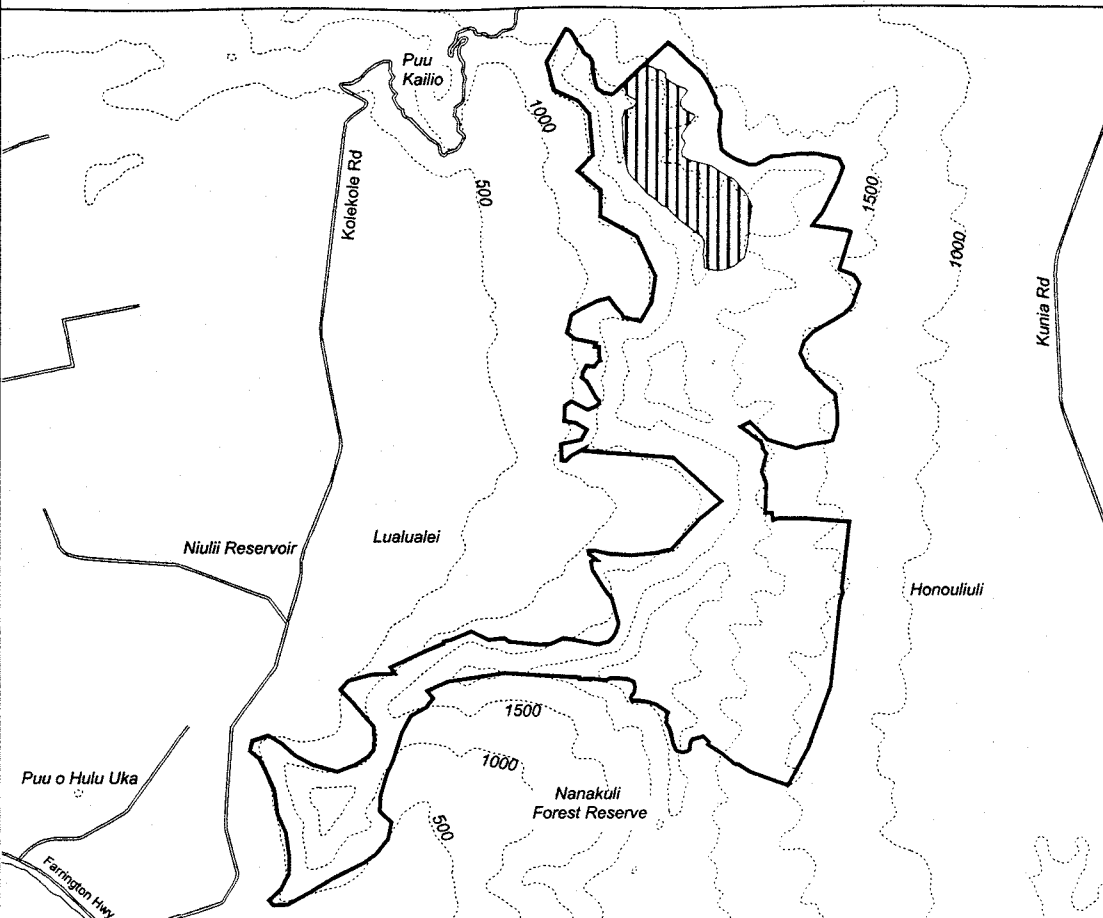 Puu
Kailio
1000
500
Kolekole Rd
1500
1000
Kunia Rd
Niulii Reservoir
Lualualei
Honouliuli
1500
1000
Puu o Hulu Uka
Nanakuli
Forest Reserve
500
Farrington Hwy